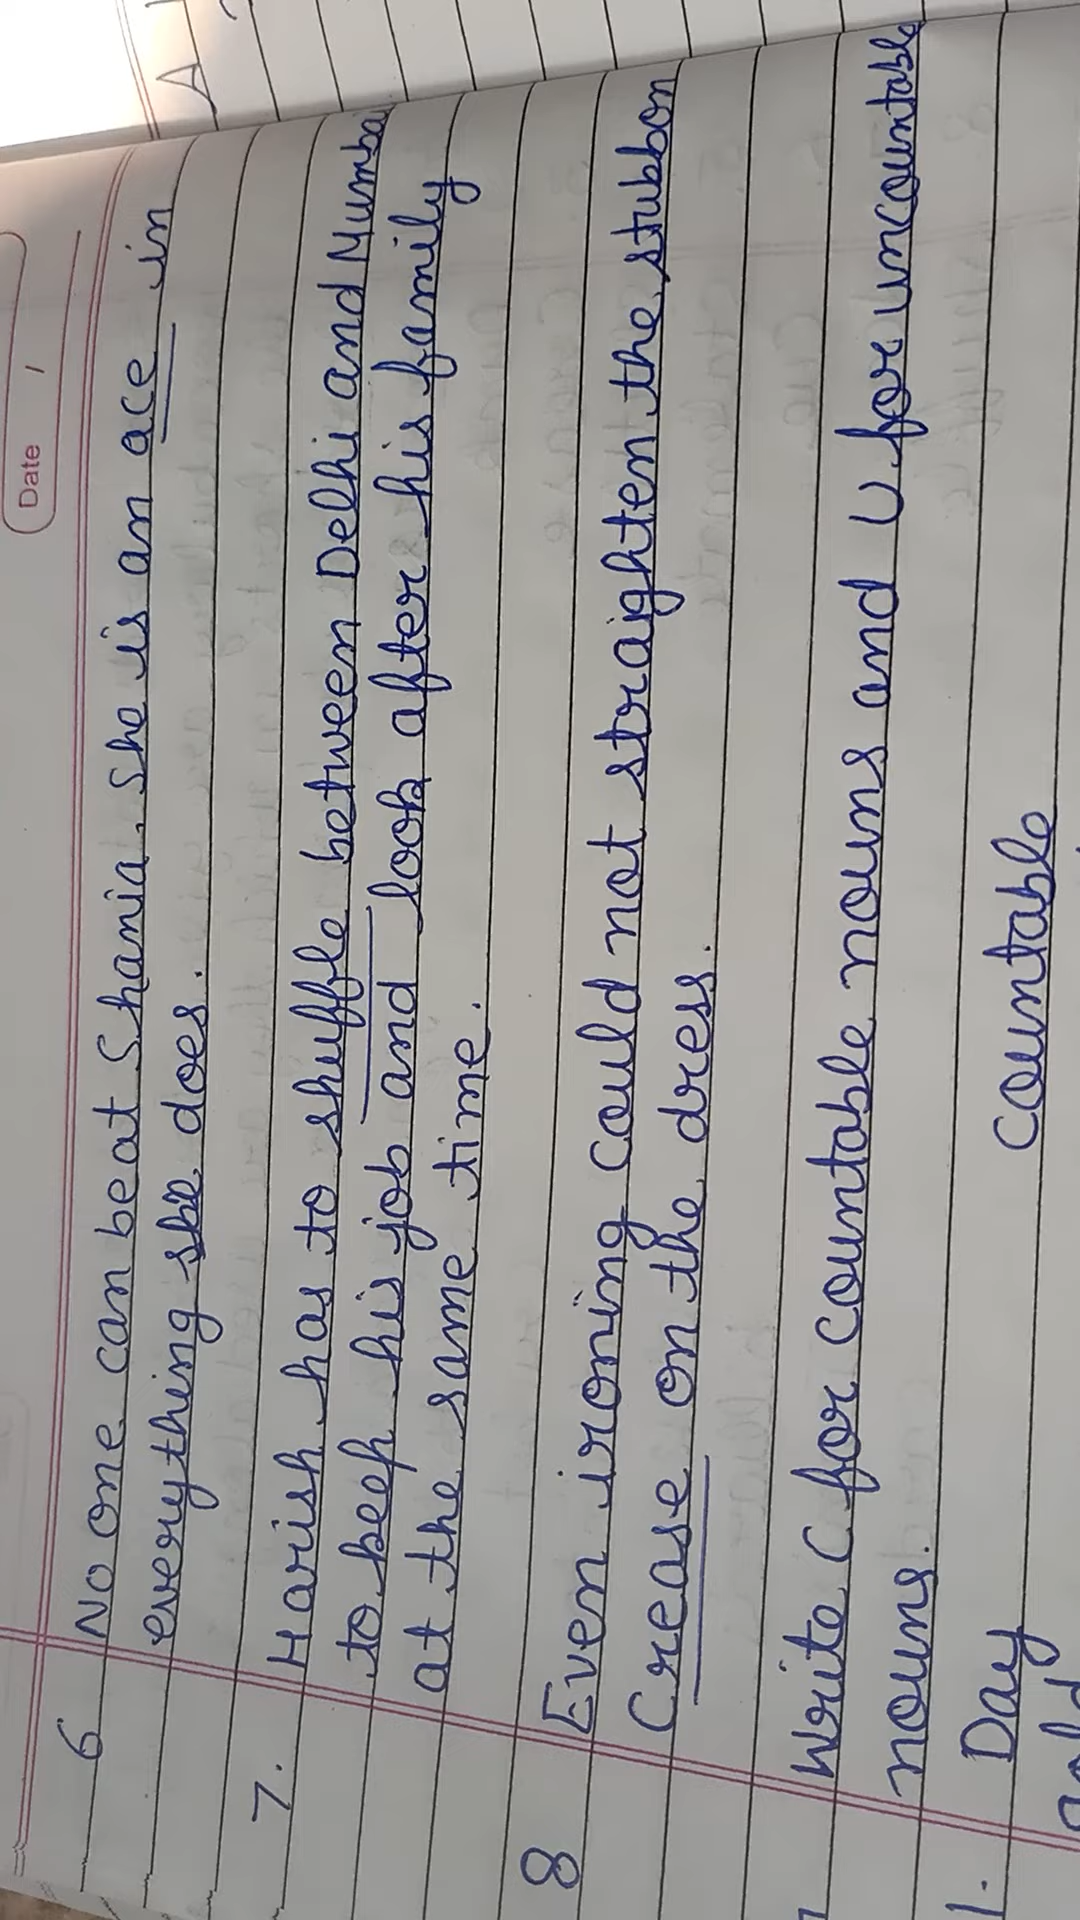 Date /
6 No one can beat Shania. She is an ace in
everything she does.
7. Harish has to shuffle between Delhi and Mumbai
to keep his job and look after his family
at the same time.
8 Even ironing could not straighten the stubbon
Crease on the dress.
Write C for countable nouns and U for uncountable
nouns.
1. Day countable